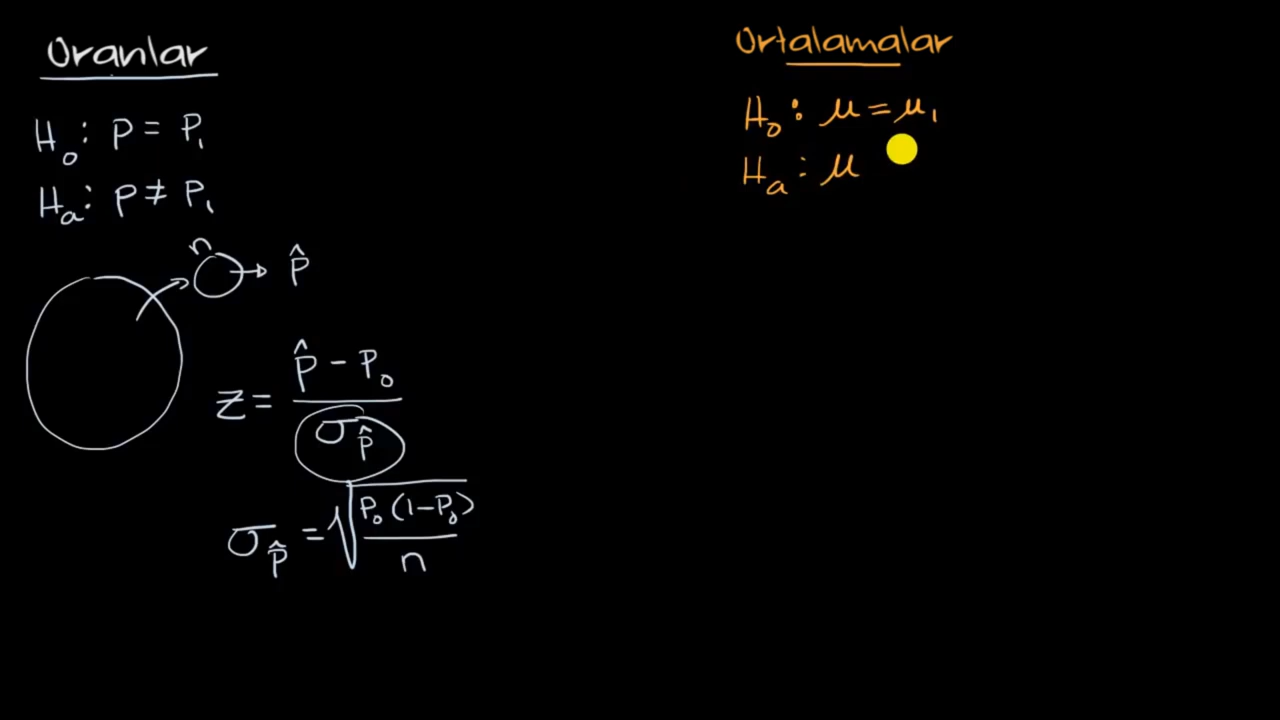 Oranlar
H₀: p = P₁
Hₐ: p ≠ P₁
n
p̂
z = (p̂ - P₀) / σ_p̂
σ_p̂ = √(P₀(1-P₀) / n)
Ortalamalar
H₀: μ = μ₁
Hₐ: μ